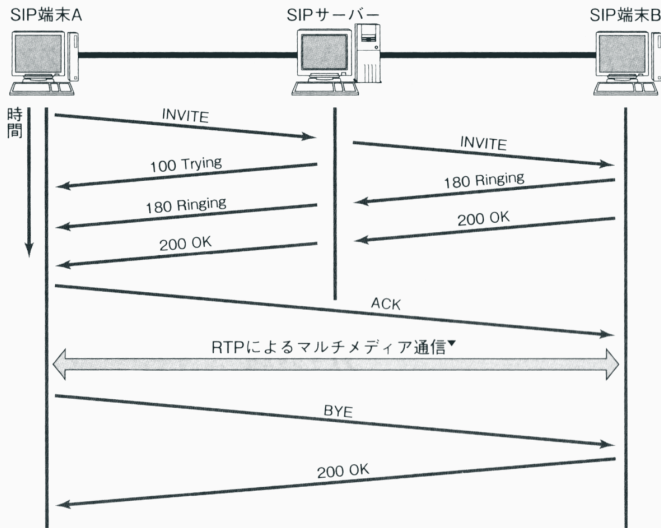 SIP端末A
SIPサーバー
SIP端末B
時間
INVITE
INVITE
100 Trying
180 Ringing
180 Ringing
200 OK
200 OK
ACK
RTPによるマルチメディア通信▼
BYE
200 OK